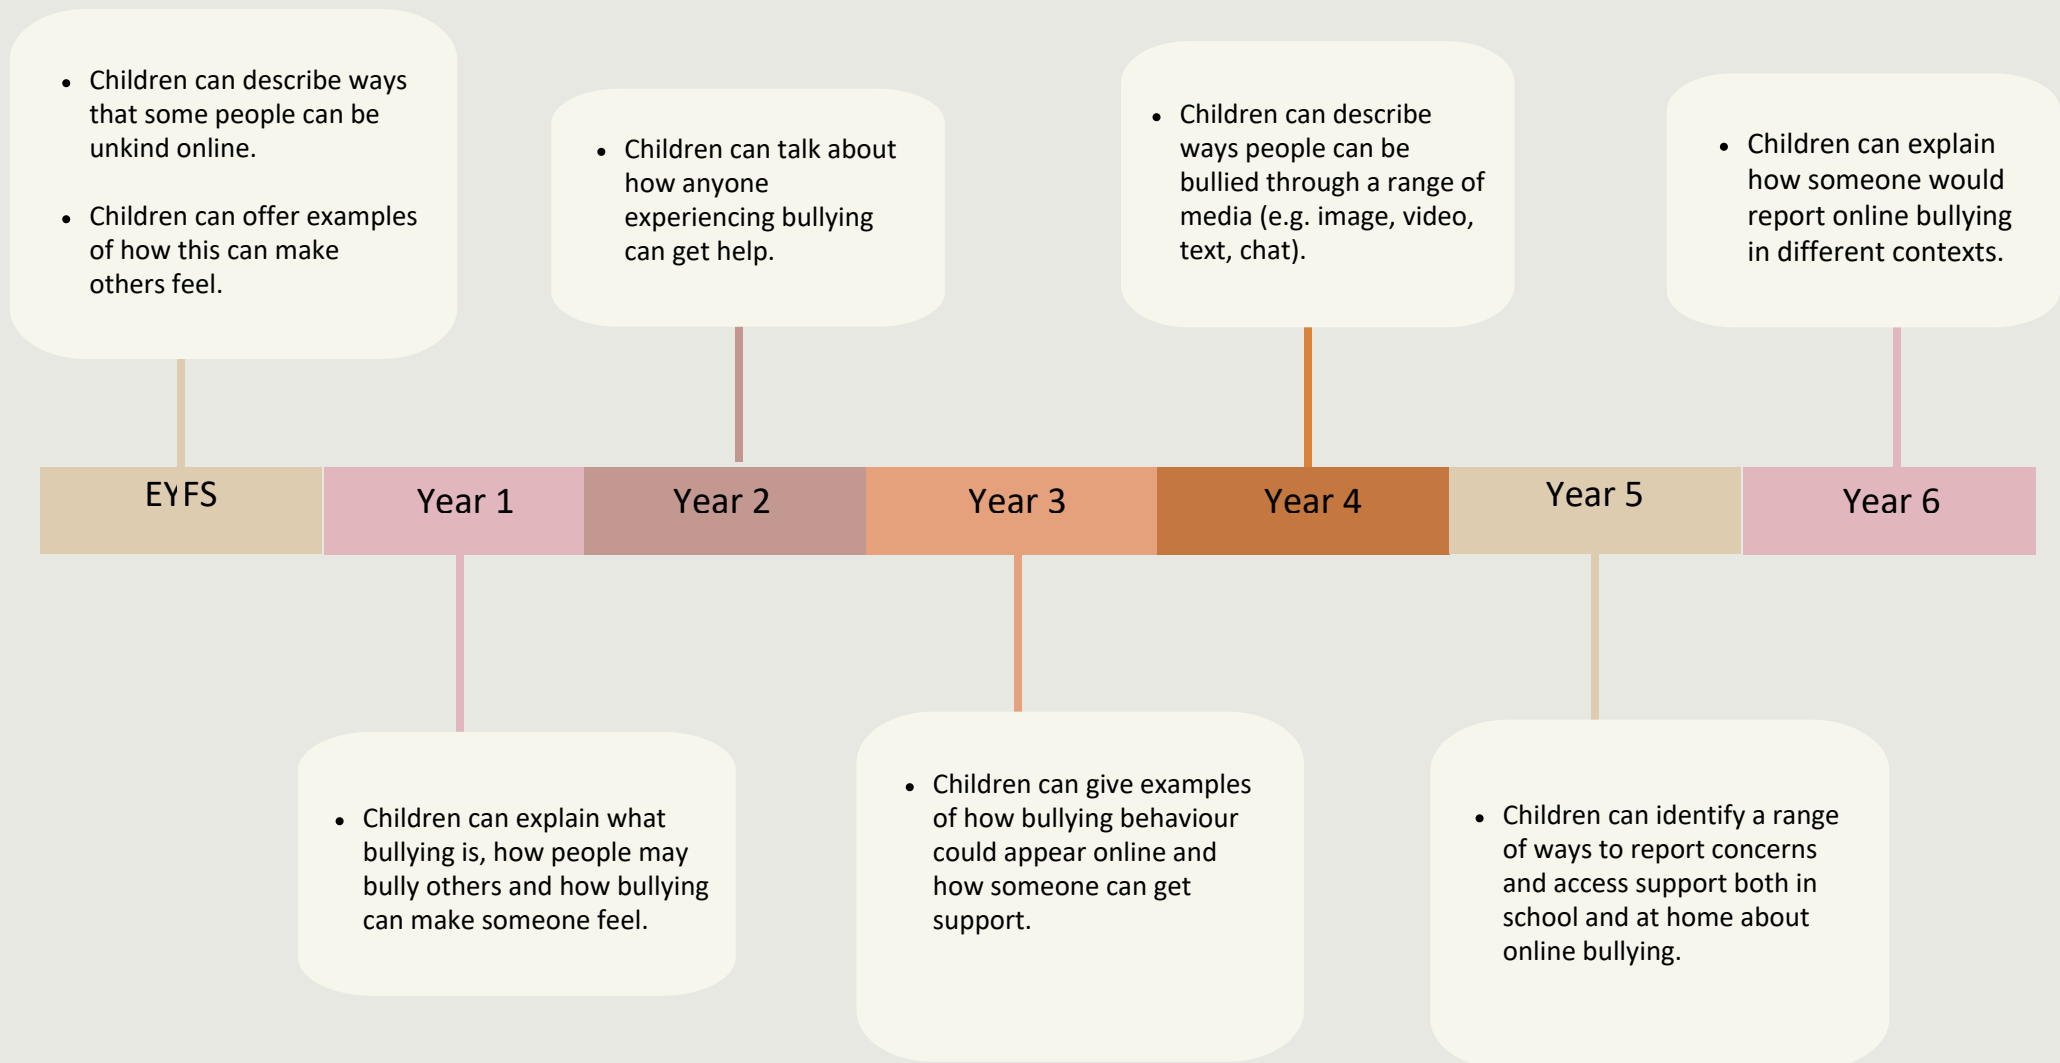 • Children can describe ways
that some people can be
unkind online.
• Children can offer examples
of how this can make
others feel.
• Children can talk about
how anyone
experiencing bullying
can get help.
• Children can describe
ways people can be
bullied through a range of
media (e.g. image, video,
text, chat).
• Children can explain
how someone would
report online bullying
in different contexts.
EYFS
Year 1
Year 2
Year 3
Year 4
Year 5
Year 6
• Children can explain what
bullying is, how people may
bully others and how bullying
can make someone feel.
• Children can give examples
of how bullying behaviour
could appear online and
how someone can get
support.
• Children can identify a range
of ways to report concerns
and access support both in
school and at home about
online bullying.